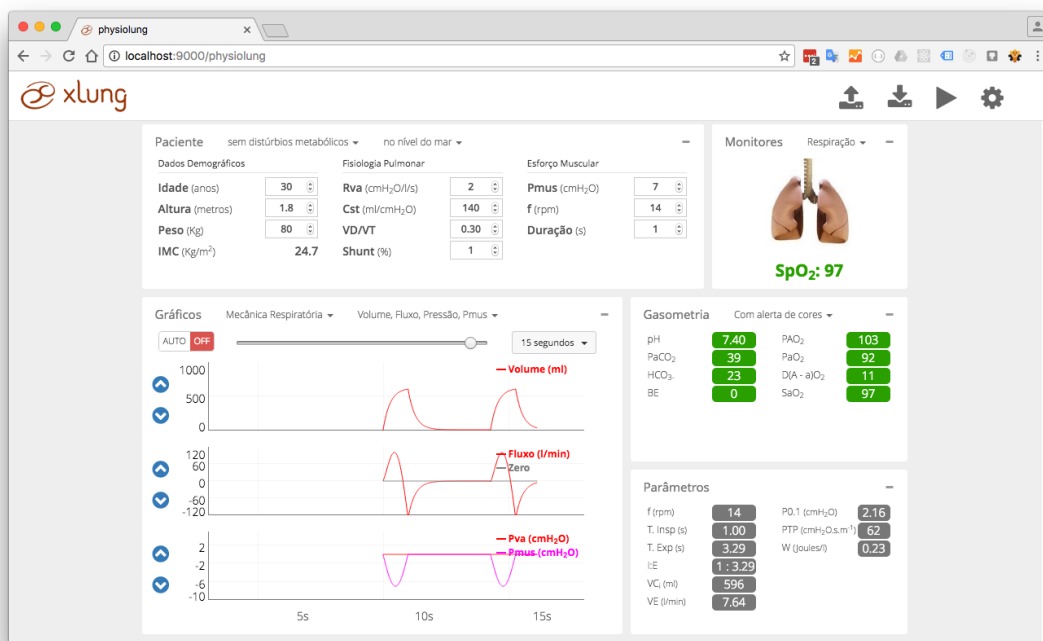 physiolung
localhost:9000/physiolung
2
xlung
Paciente sem distúrbios metabólicos no nível do mar
Dados Demográficos Fisiologia Pulmonar Esforço Muscular
Idade (anos) 30 Rva (cmH₂O/l/s) 2 Pmus (cmH₂O) 7
Altura (metros) 1.8 Cst (ml/cmH₂O) 140 f (rpm) 14
Peso (Kg) 80 VD/VT 0.30 Duração (s) 1
IMC (Kg/m²) 24.7 Shunt (%) 1
Monitores Respiração
SpO₂: 97
Gráficos Mecânica Respiratória Volume, Fluxo, Pressão, Pmus
AUTO OFF 15 segundos
1000 Volume (ml)
500
0
120 Fluxo (l/min)
60 Zero
0
-60
-120
Pva (cmH₂O)
2 Pmus (cmH₂O)
-2
-6
-10
5s 10s 15s
Gasometria Com alerta de cores
pH 7.40 PAO₂ 103
PaCO₂ 39 PaO₂ 92
HCO₃- 23 D(A - a)O₂ 11
BE 0 SaO₂ 97
Parâmetros
f (rpm) 14 P0.1 (cmH₂O) 2.16
T. Insp (s) 1.00 PTP (cmH₂O.s.m⁻¹) 62
T. Exp (s) 3.29 W (Joules/l) 0.23
I:E 1 : 3.29
VCᵢ (ml) 596
VE (l/min) 7.64